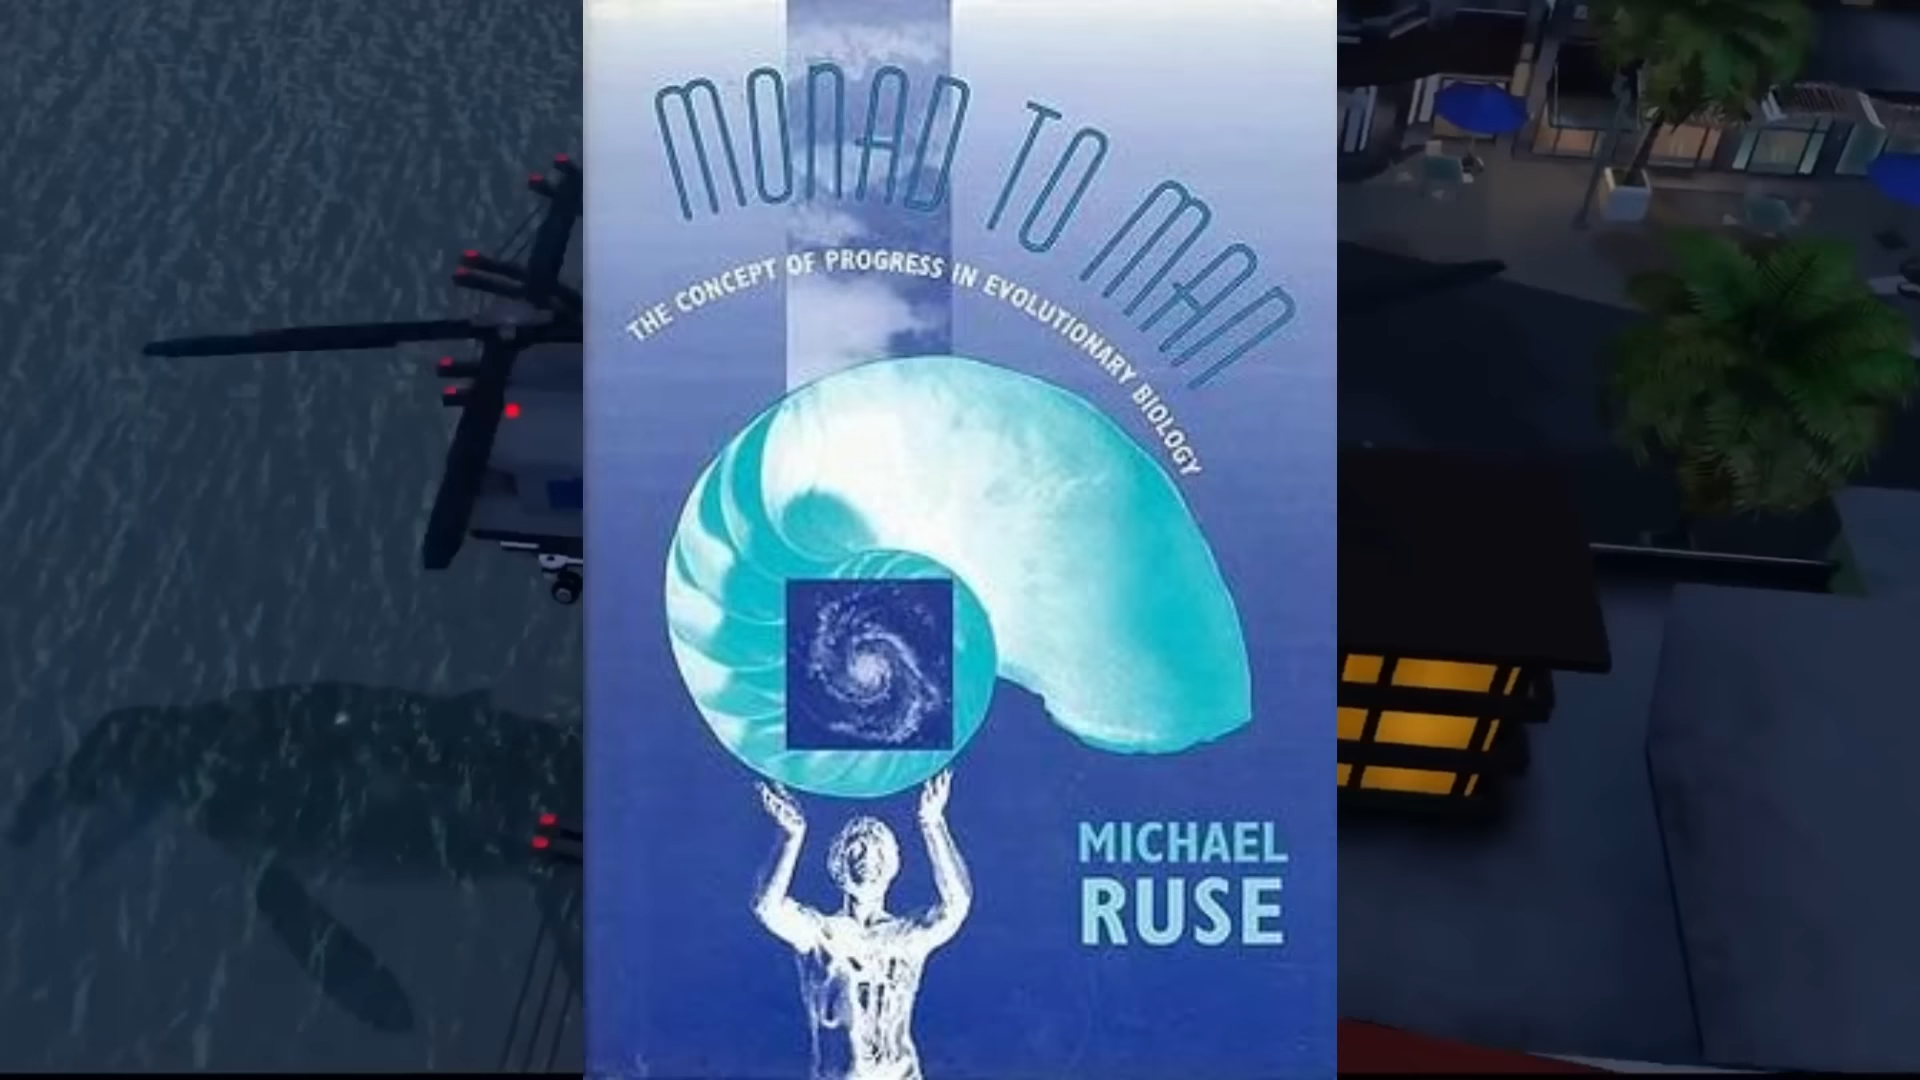 MONAD TO MAN
THE CONCEPT OF PROGRESS IN EVOLUTIONARY BIOLOGY
MICHAEL
RUSE